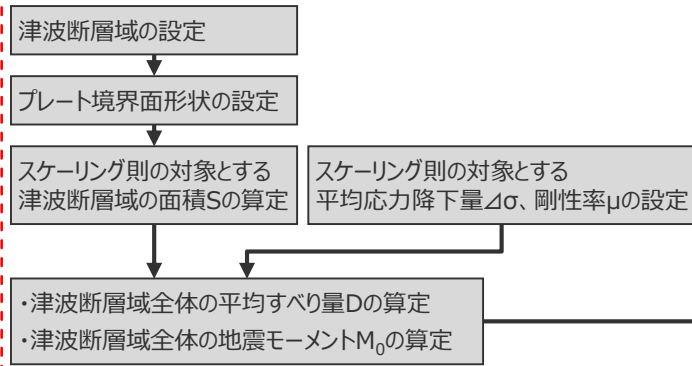 津波断層域の設定
プレート境界面形状の設定
スケーリング則の対象とする
津波断層域の面積Sの算定
スケーリング則の対象とする
平均応力降下量⊿σ、剛性率μの設定
・津波断層域全体の平均すべり量Dの算定
・津波断層域全体の地震モーメントM₀の算定